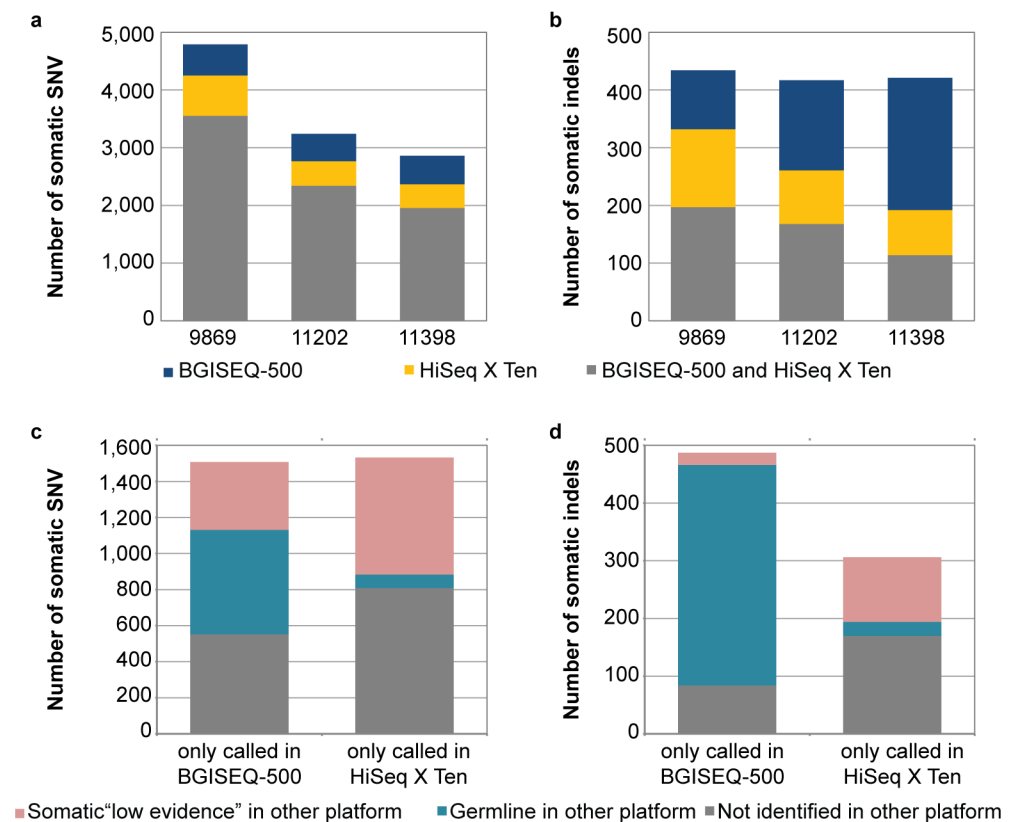 a
Number of somatic SNV
5,000
4,000
3,000
2,000
1,000
0
9869 11202 11398
b
Number of somatic indels
500
400
300
200
100
0
9869 11202 11398
BGISEQ-500 HiSeq X Ten BGISEQ-500 and HiSeq X Ten
c
Number of somatic SNV
1,600
1,400
1,200
1,000
800
600
400
200
0
only called in
BGISEQ-500
only called in
HiSeq X Ten
d
Number of somatic indels
500
400
300
200
100
0
only called in
BGISEQ-500
only called in
HiSeq X Ten
Somatic“low evidence” in other platform Germline in other platform Not identified in other platform